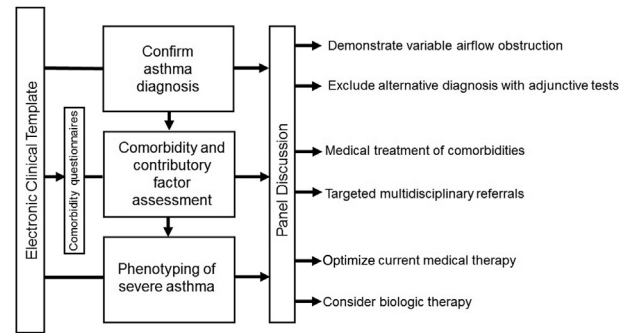 Electronic Clinical Template
Comorbidity questionnaires
Confirm
asthma
diagnosis
Comorbidity and
contributory
factor
assessment
Phenotyping of
severe asthma
Panel Discussion
Demonstrate variable airflow obstruction
Exclude alternative diagnosis with adjunctive tests
Medical treatment of comorbidities
Targeted multidisciplinary referrals
Optimize current medical therapy
Consider biologic therapy